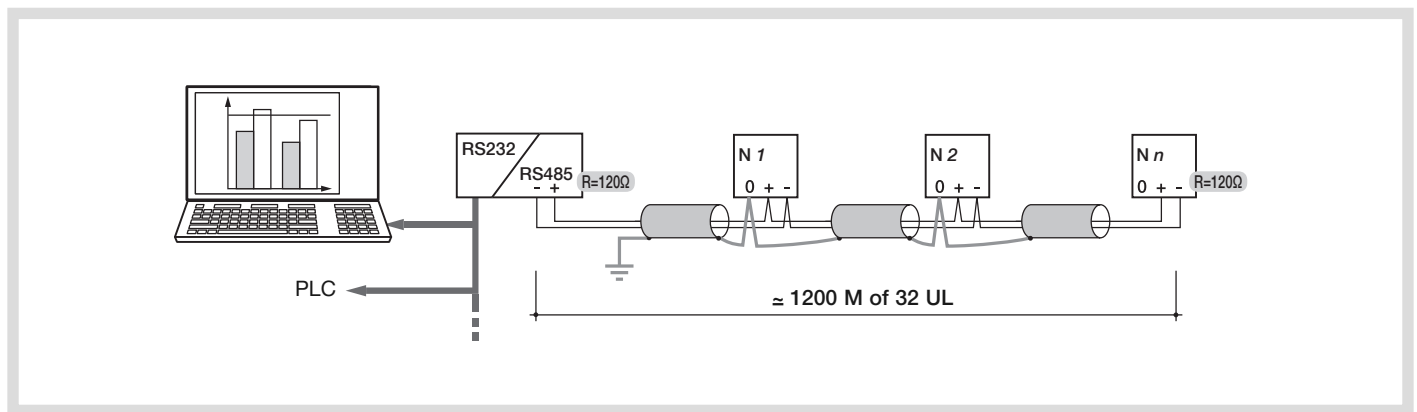 RS232
RS485
- +
R=120Ω
N 1
0 + -
N 2
0 + -
N n
0 + -
R=120Ω
PLC
≃ 1200 M of 32 UL